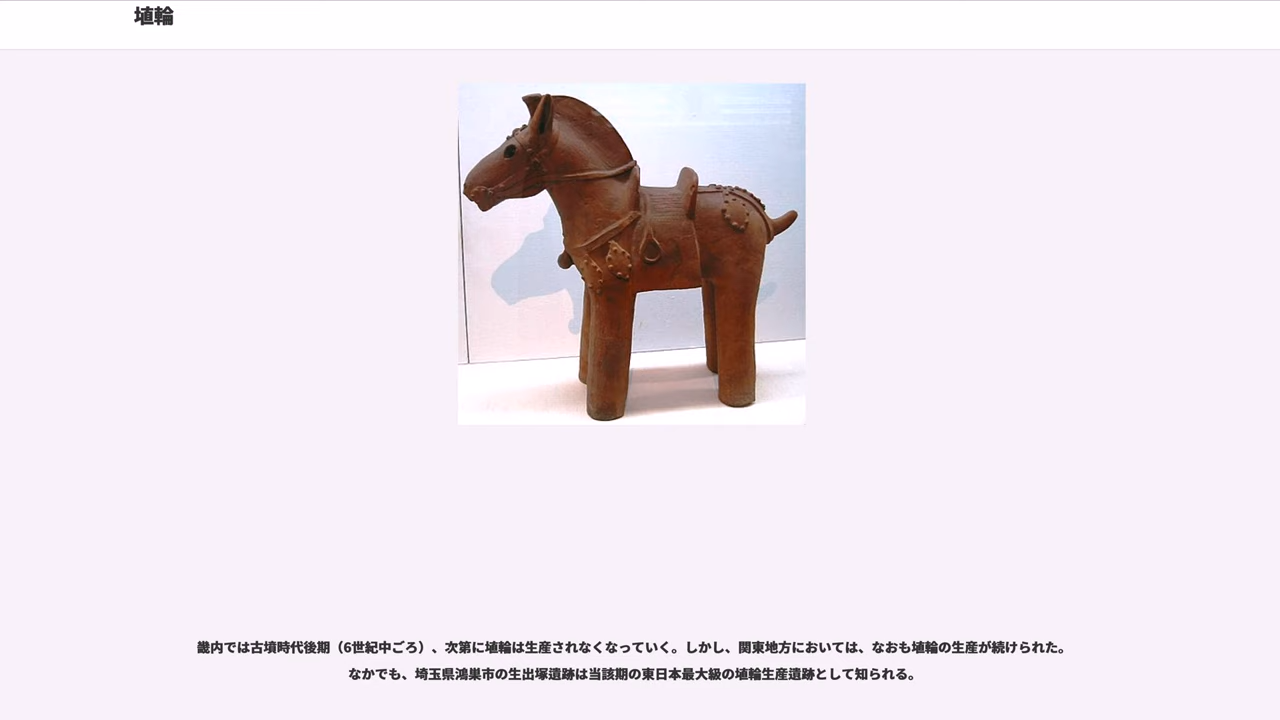 埴輪
畿内では古墳時代後期（6世紀中ごろ）、次第に埴輪は生産されなくなっていく。しかし、関東地方においては、なおも埴輪の生産が続けられた。
なかでも、埼玉県鴻巣市の生出塚遺跡は当該期の東日本最大級の埴輪生産遺跡として知られる。